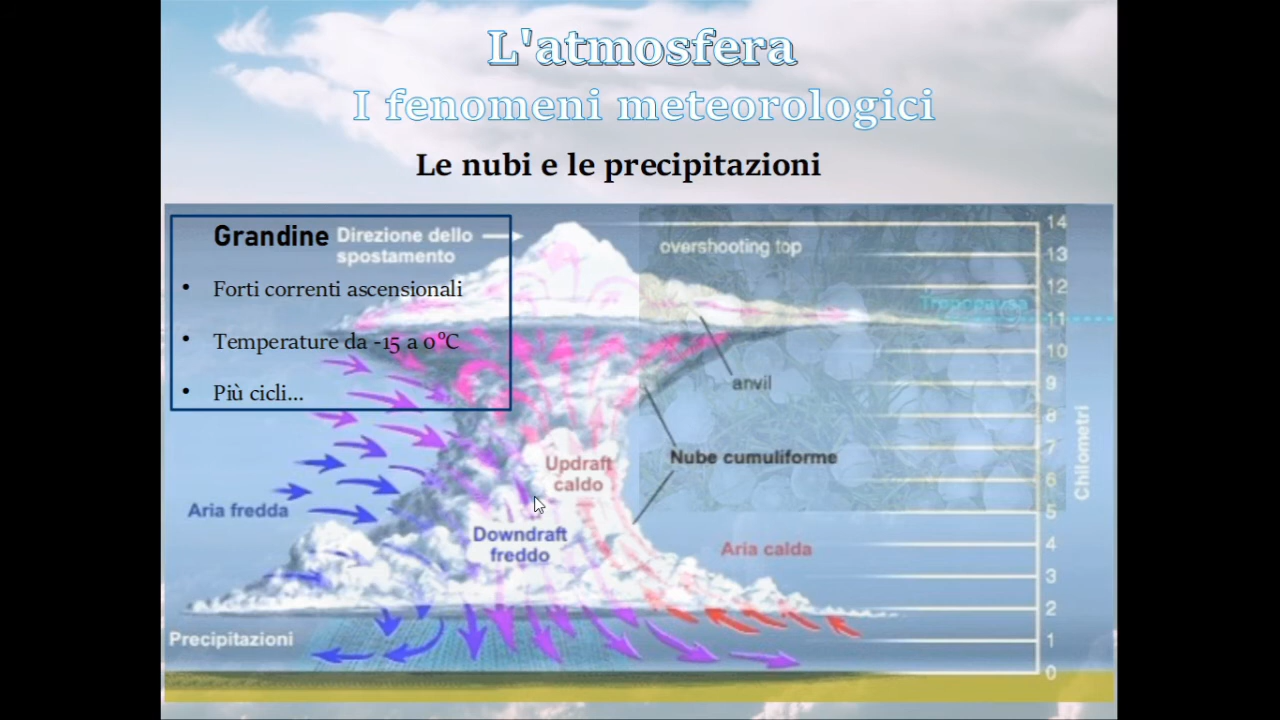 L'atmosfera
I fenomeni meteorologici
Le nubi e le precipitazioni
Grandine
• Forti correnti ascensionali
• Temperature da -15 a 0°C
• Più cicli...
Direzione dello
spostamento
overshooting top
Tropopausa
anvil
Nube cumuliforme
Updraft
caldo
Downdraft
freddo
Aria fredda
Aria calda
Precipitazioni
14
13
12
11
10
9
8
7
6
5
4
3
2
1
0
Chilometri